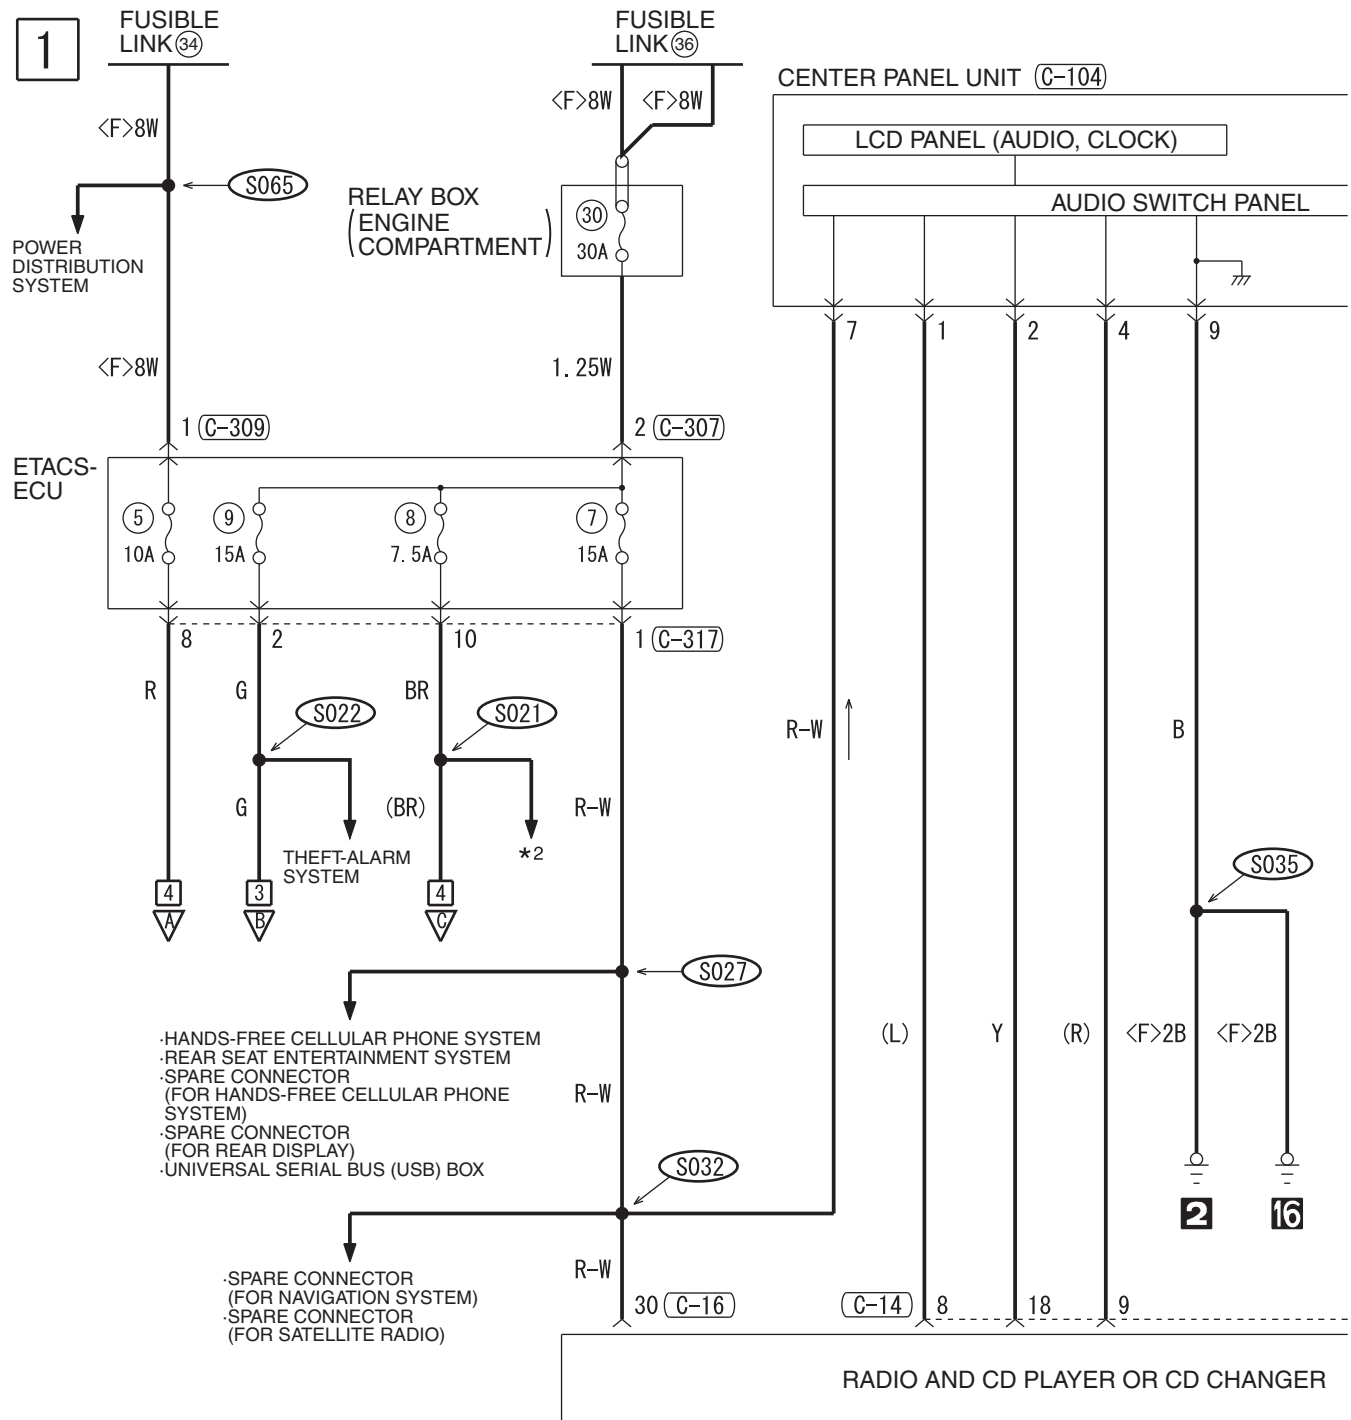 1
FUSIBLE
LINK 34
FUSIBLE
LINK 36
<F>8W
<F>8W
<F>8W
CENTER PANEL UNIT C-104
LCD PANEL (AUDIO, CLOCK)
AUDIO SWITCH PANEL
S065
POWER
DISTRIBUTION
SYSTEM
RELAY BOX
(ENGINE
COMPARTMENT)
30
30A
7
1
2
4
9
<F>8W
1.25W
1 C-309
2 C-307
ETACS-
ECU
5
10A
9
15A
8
7.5A
7
15A
8
2
10
1 C-317
R
G
BR
S022
S021
R-W
B
G
(BR)
R-W
THEFT-ALARM
SYSTEM
*2
4
A
3
B
4
C
S035
S027
·HANDS-FREE CELLULAR PHONE SYSTEM
·REAR SEAT ENTERTAINMENT SYSTEM
·SPARE CONNECTOR
(FOR HANDS-FREE CELLULAR PHONE
SYSTEM)
·SPARE CONNECTOR
(FOR REAR DISPLAY)
·UNIVERSAL SERIAL BUS (USB) BOX
R-W
(L)
Y
(R)
<F>2B
<F>2B
S032
2
16
·SPARE CONNECTOR
(FOR NAVIGATION SYSTEM)
·SPARE CONNECTOR
(FOR SATELLITE RADIO)
R-W
30 C-16
C-14 8
18
9
RADIO AND CD PLAYER OR CD CHANGER